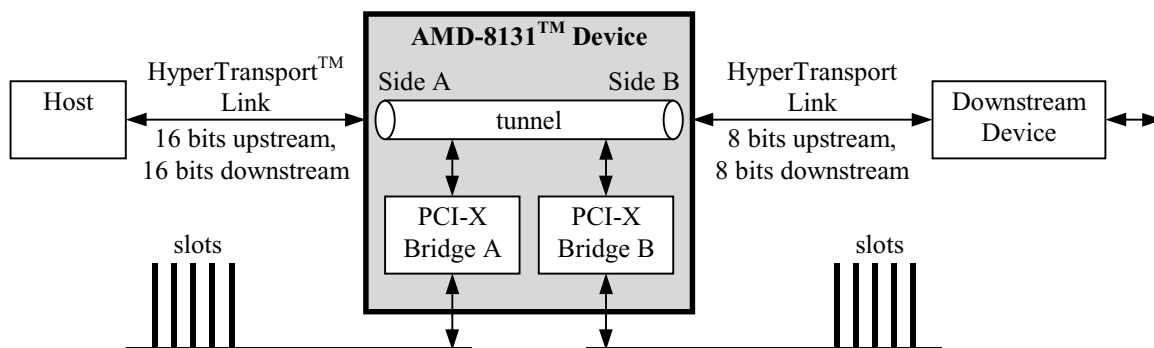 AMD-8131™ Device
HyperTransport™
Link
Side A
Side B
HyperTransport
Link
Host
tunnel
Downstream
Device
16 bits upstream,
16 bits downstream
8 bits upstream,
8 bits downstream
PCI-X
Bridge A
PCI-X
Bridge B
slots
slots